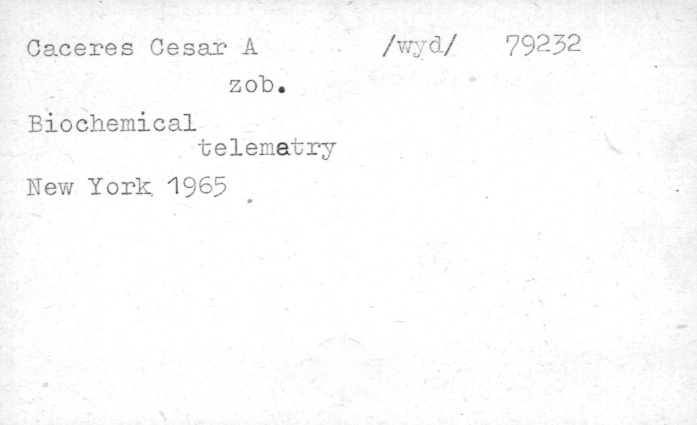 Caceres Cesar A /wyd/ 79232
zob.
Biochemical
telemetry
New York 1965